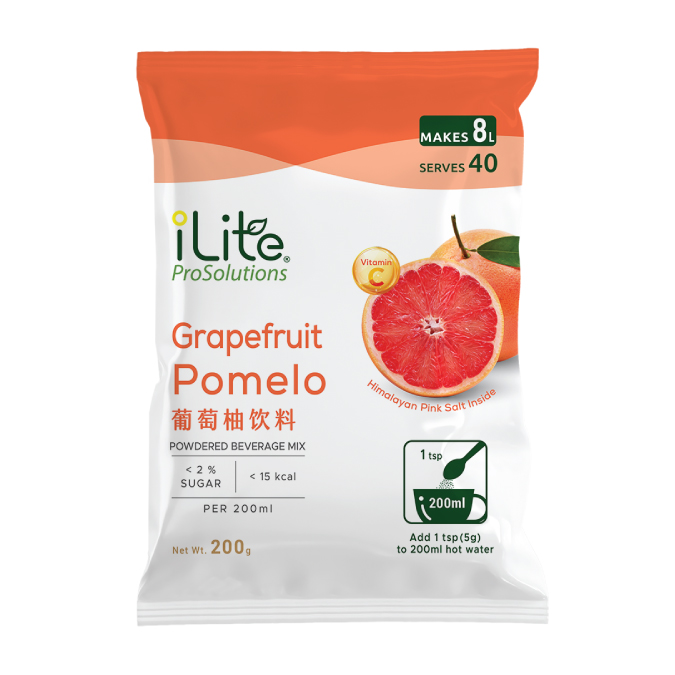 MAKES 8L
SERVES 40
iLite®
ProSolutions
Vitamin
C
Grapefruit
Pomelo
葡萄柚饮料
Himalayan Pink Salt Inside
POWDERED BEVERAGE MIX
< 2 %
SUGAR
< 15 kcal
PER 200ml
1 tsp
200ml
Add 1 tsp(5g)
to 200ml hot water
Net Wt. 200g